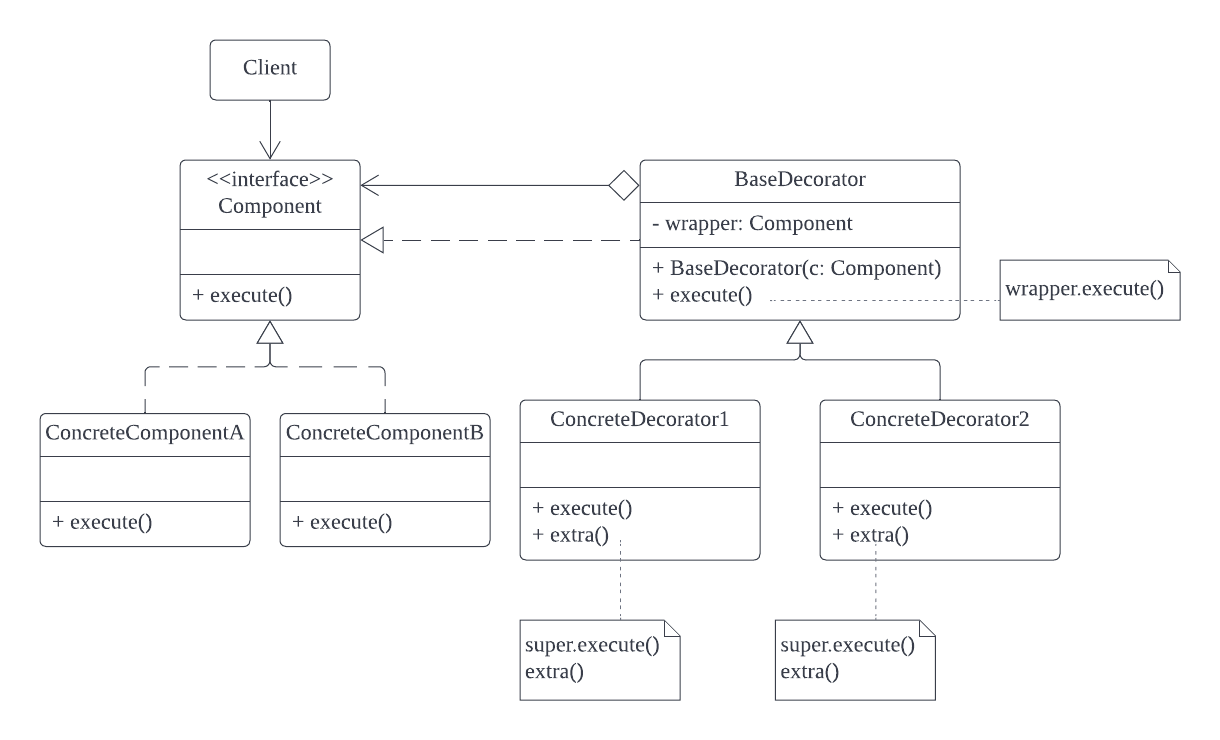 Client
<<interface>>
Component
+ execute()
BaseDecorator
- wrapper: Component
+ BaseDecorator(c: Component)
+ execute()
wrapper.execute()
ConcreteComponentA
+ execute()
ConcreteComponentB
+ execute()
ConcreteDecorator1
+ execute()
+ extra()
ConcreteDecorator2
+ execute()
+ extra()
super.execute()
extra()
super.execute()
extra()